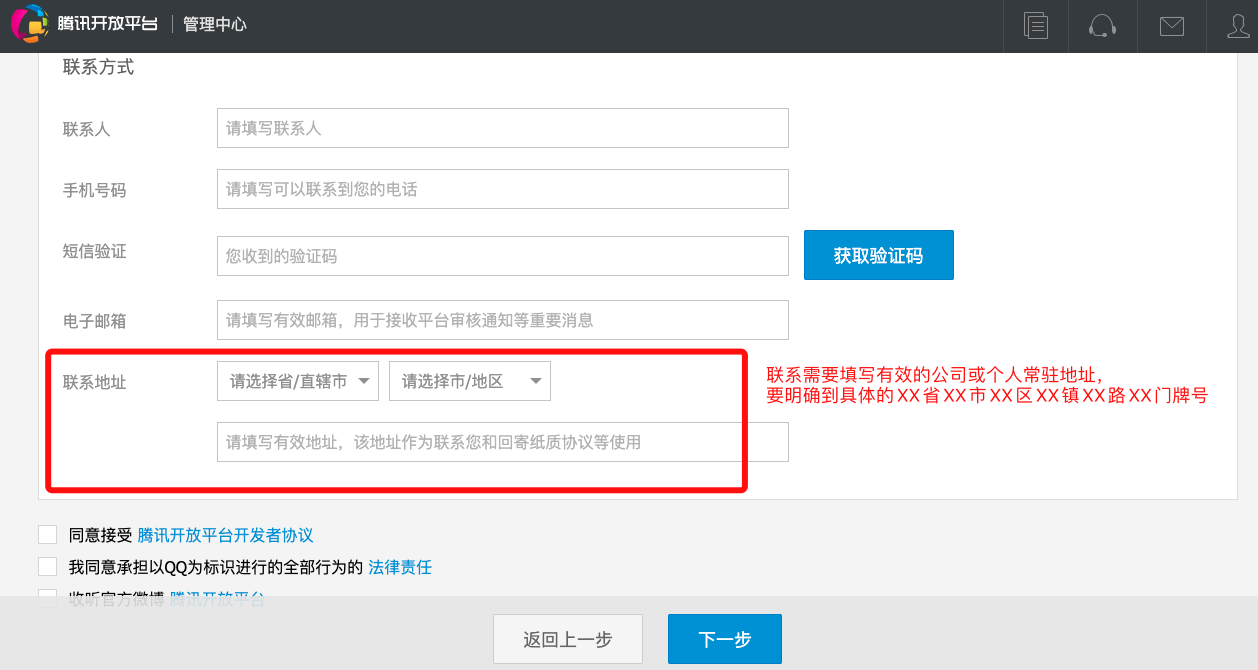 腾讯开放平台 管理中心
联系方式
联系人 请填写联系人
手机号码 请填写可以联系到您的电话
短信验证 您收到的验证码 获取验证码
电子邮箱 请填写有效邮箱，用于接收平台审核通知等重要消息
联系地址 请选择省/直辖市 请选择市/地区
联系需要填写有效的公司或个人常驻地址，
要明确到具体的XX省XX市XX区XX镇XX路XX门牌号
请填写有效地址，该地址作为联系您和回寄纸质协议等使用
同意接受 腾讯开放平台开发者协议
我同意承担以QQ为标识进行的全部行为的 法律责任
收听官方微博 腾讯开放平台
返回上一步 下一步